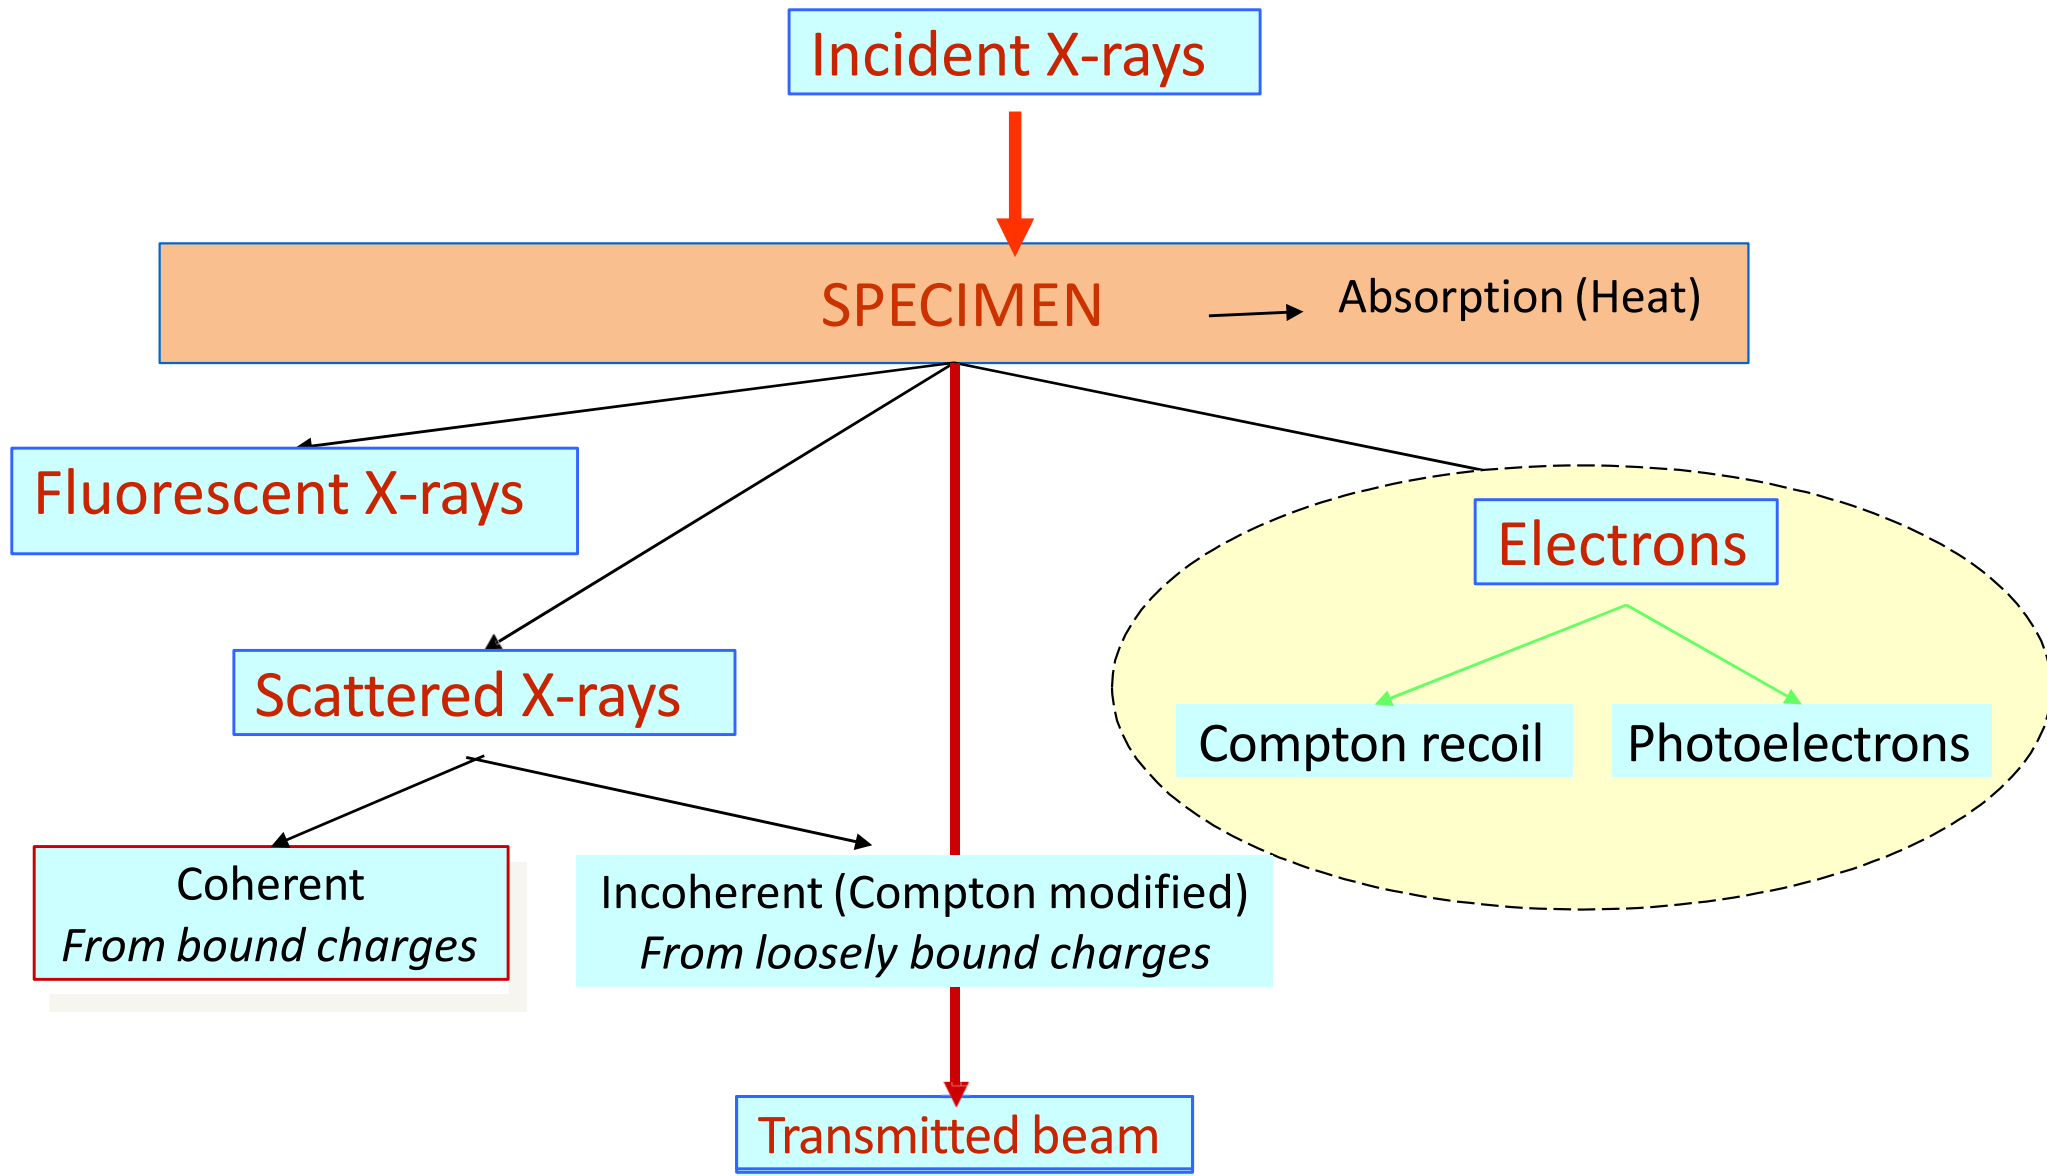 Incident X-rays
SPECIMEN
Absorption (Heat)
Fluorescent X-rays
Electrons
Scattered X-rays
Compton recoil
Photoelectrons
Coherent
From bound charges
Incoherent (Compton modified)
From loosely bound charges
Transmitted beam